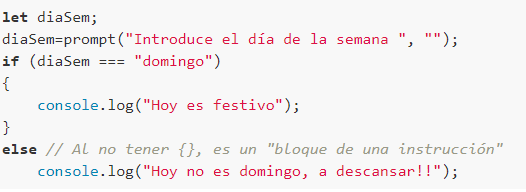 let diaSem;
diaSem=prompt("Introduce el día de la semana ", "");
if (diaSem === "domingo")
{
    console.log("Hoy es festivo");
}
else // Al no tener {}, es un "bloque de una instrucción"
    console.log("Hoy no es domingo, a descansar!!");